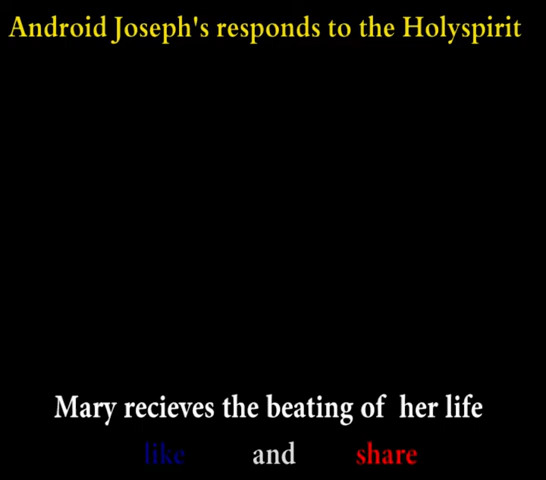 Android Joseph's responds to the Holyspirit
Mary recieves the beating of her life
like and share